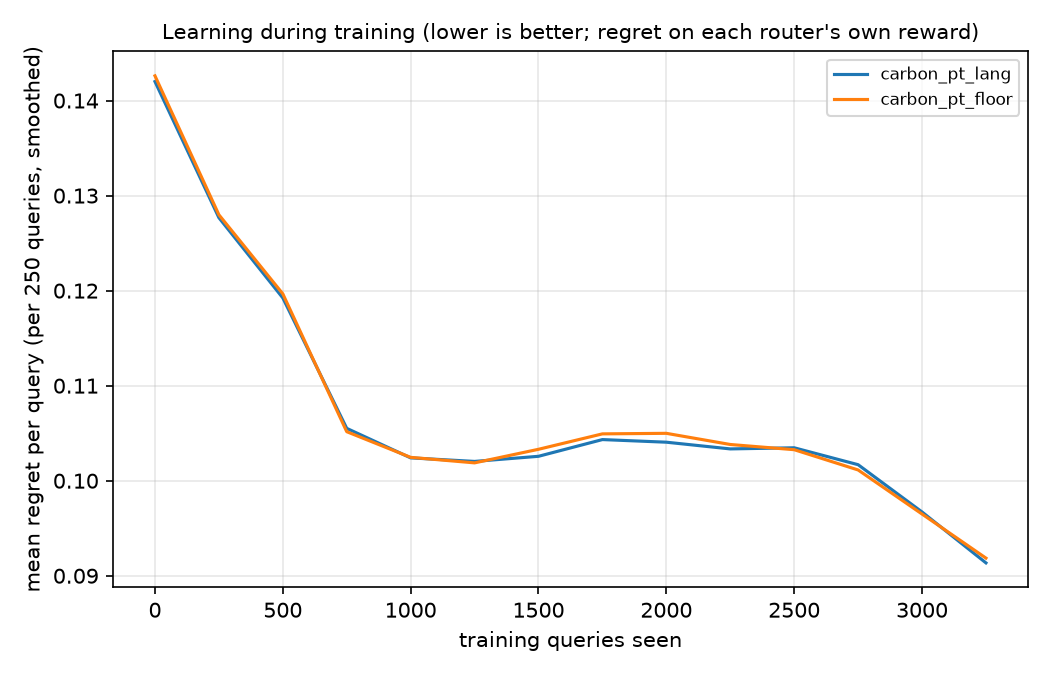 Learning during training (lower is better; regret on each router's own reward)
mean regret per query (per 250 queries, smoothed)
carbon_pt_lang
carbon_pt_floor
0.14
0.13
0.12
0.11
0.10
0.09
0 500 1000 1500 2000 2500 3000
training queries seen